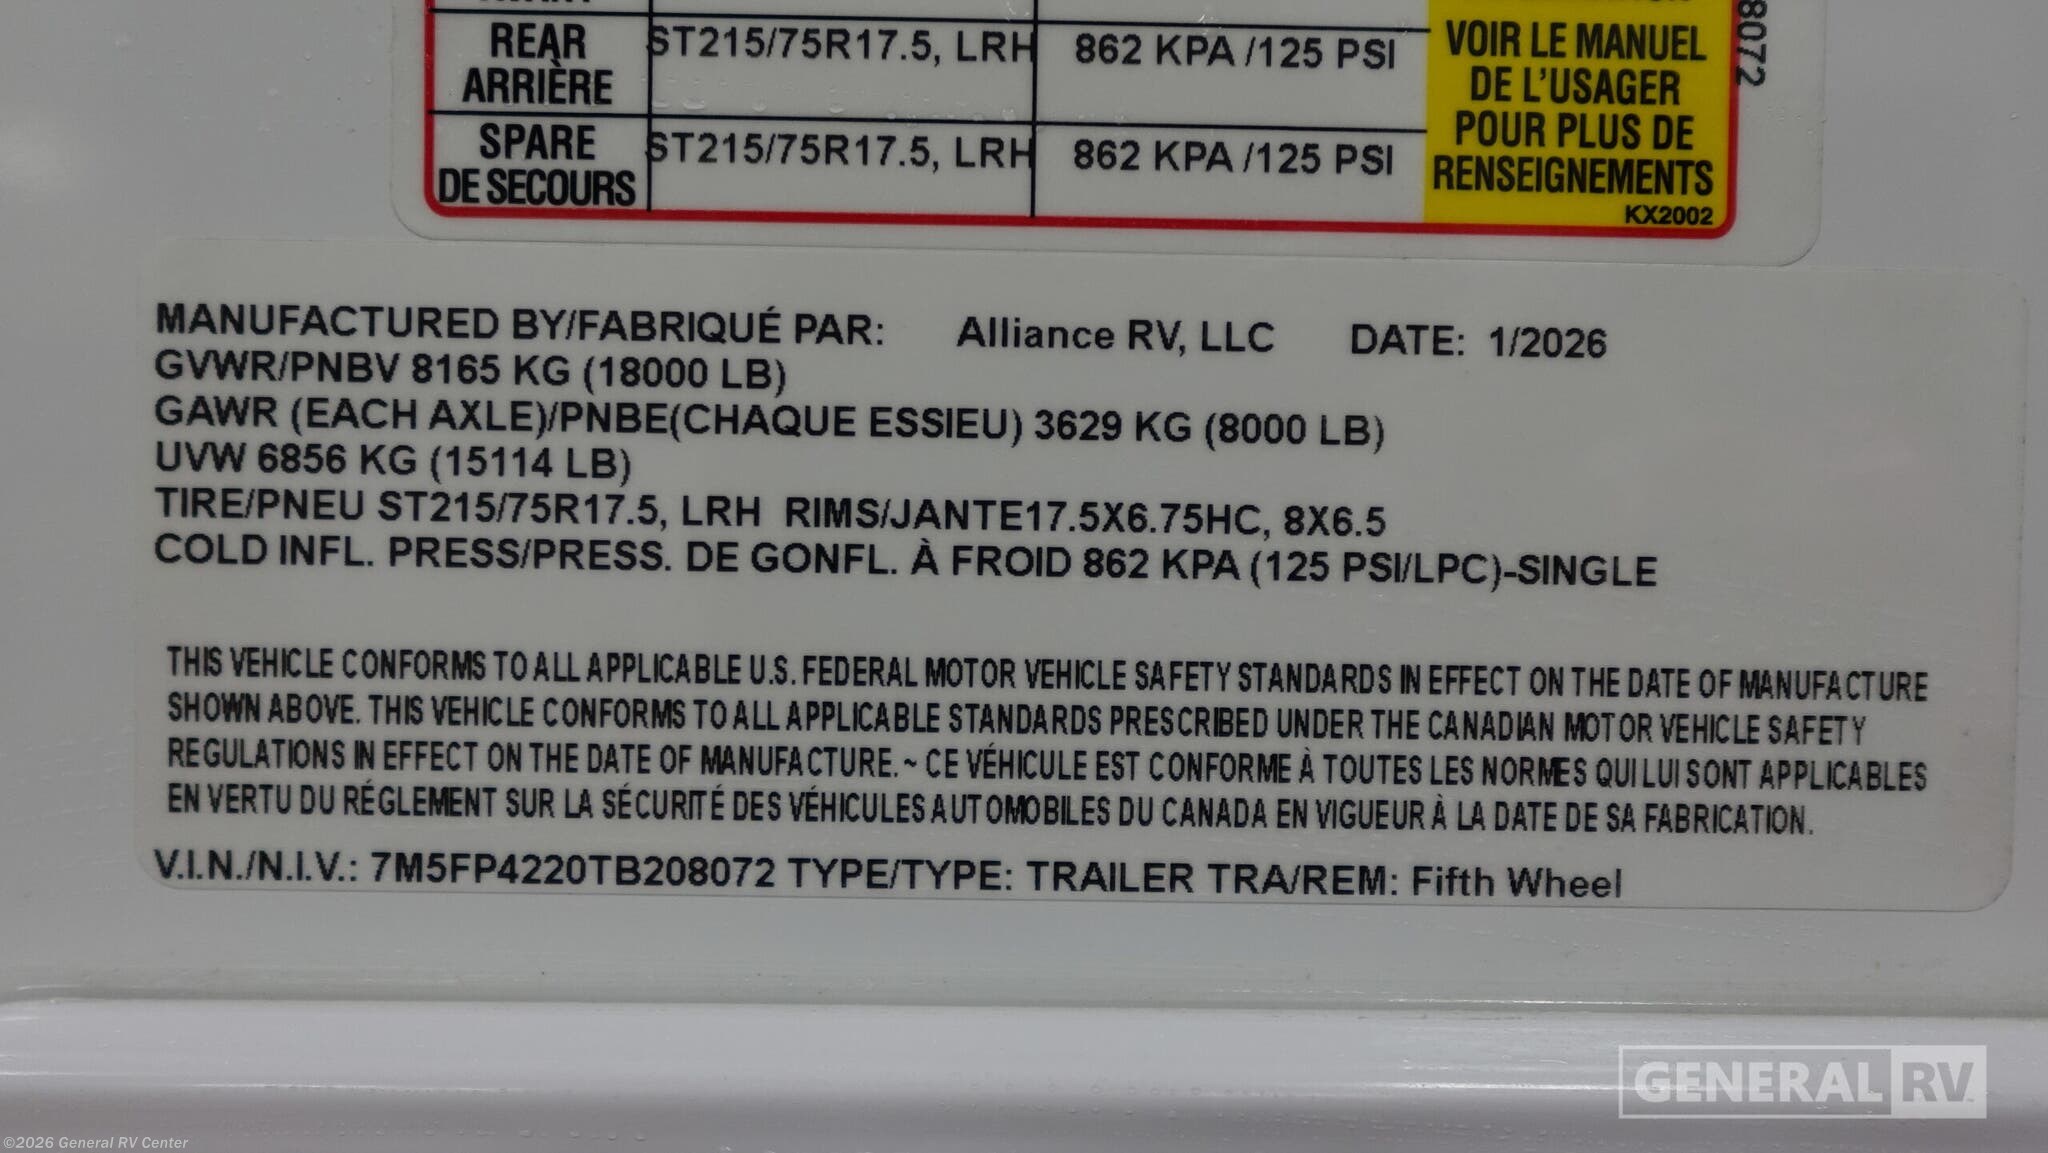 REAR
ARRIÈRE
ST215/75R17.5, LRH
862 KPA /125 PSI
SPARE
DE SECOURS
ST215/75R17.5, LRH
862 KPA /125 PSI
VOIR LE MANUEL
DE L'USAGER
POUR PLUS DE
RENSEIGNEMENTS
KX2002
8072
MANUFACTURED BY/FABRIQUÉ PAR: Alliance RV, LLC DATE: 1/2026
GVWR/PNBV 8165 KG (18000 LB)
GAWR (EACH AXLE)/PNBE(CHAQUE ESSIEU) 3629 KG (8000 LB)
UVW 6856 KG (15114 LB)
TIRE/PNEU ST215/75R17.5, LRH RIMS/JANTE17.5X6.75HC, 8X6.5
COLD INFL. PRESS/PRESS. DE GONFL. À FROID 862 KPA (125 PSI/LPC)-SINGLE
THIS VEHICLE CONFORMS TO ALL APPLICABLE U.S. FEDERAL MOTOR VEHICLE SAFETY STANDARDS IN EFFECT ON THE DATE OF MANUFACTURE
SHOWN ABOVE. THIS VEHICLE CONFORMS TO ALL APPLICABLE STANDARDS PRESCRIBED UNDER THE CANADIAN MOTOR VEHICLE SAFETY
REGULATIONS IN EFFECT ON THE DATE OF MANUFACTURE. ~ CE VÉHICULE EST CONFORME À TOUTES LES NORMES QUI LUI SONT APPLICABLES
EN VERTU DU RÉGLEMENT SUR LA SÉCURITÉ DES VÉHICULES AUTOMOBILES DU CANADA EN VIGUEUR À LA DATE DE SA FABRICATION.
V.I.N./N.I.V.: 7M5FP4220TB208072 TYPE/TYPE: TRAILER TRA/REM: Fifth Wheel
GENERAL RV
©2026 General RV Center